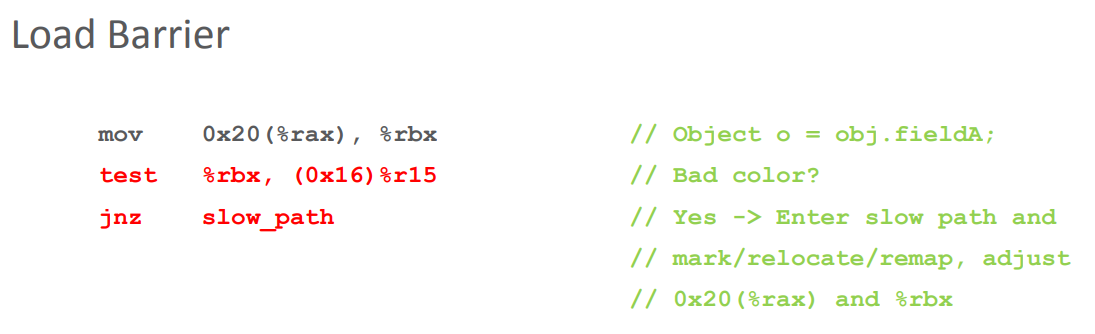 Load Barrier
mov 0x20(%rax), %rbx // Object o = obj.fieldA;
test %rbx, (0x16)%r15 // Bad color?
jnz slow_path // Yes -> Enter slow path and
// mark/relocate/remap, adjust
// 0x20(%rax) and %rbx